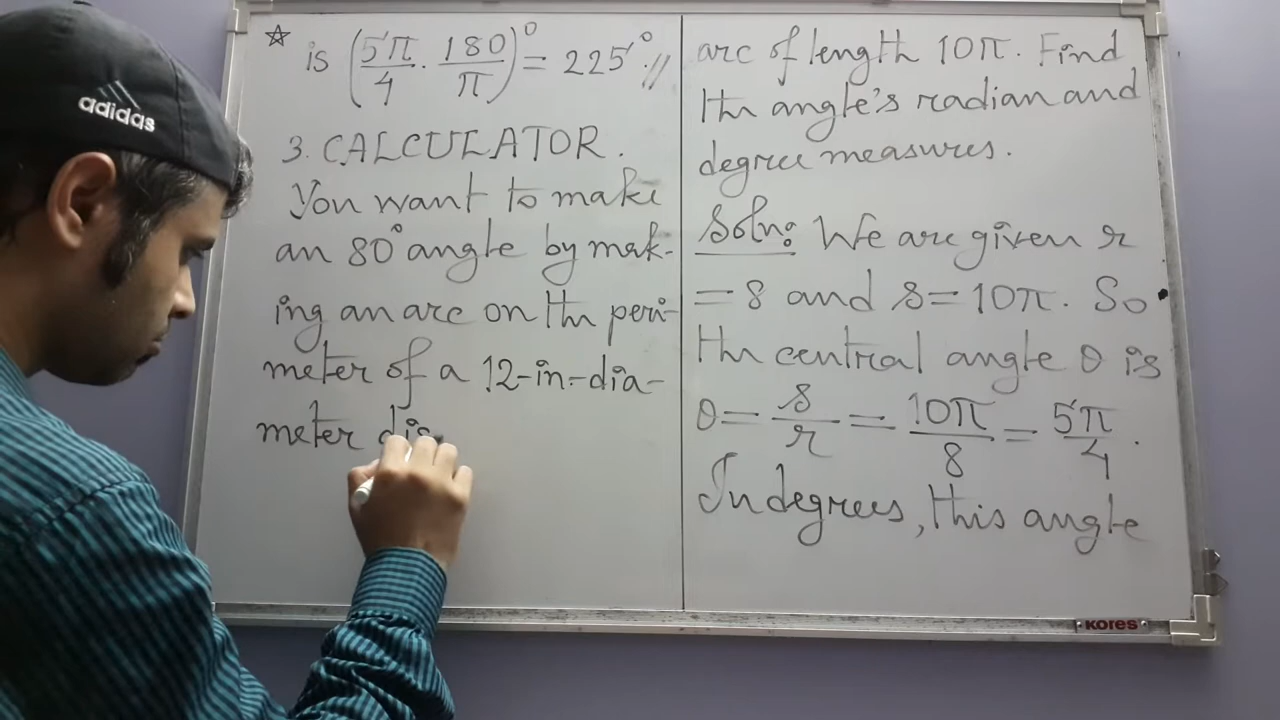 adidas
☆ is (5π/4 · 180/π)° = 225°.//
3. CALCULATOR.
You want to make
an 80° angle by mak-
ing an arc on the peri-
meter of a 12-in-dia-
meter dis
arc of length 10π. Find
the angle's radian and
degree measures.
Soln: We are given r
= 8 and s = 10π. So
the central angle θ is
θ = s/r = 10π/8 = 5π/4.
In degrees, this angle
KORES